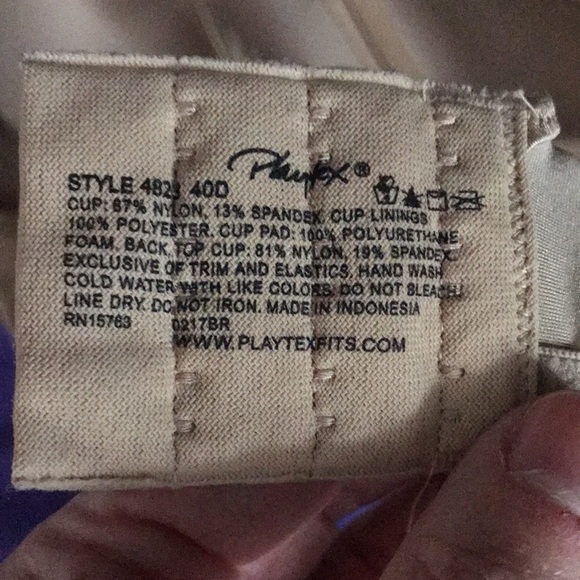 Playtex®
STYLE 4823 40D
CUP: 87% NYLON, 13% SPANDEX, CUP LININGS
100% POLYESTER. CUP PAD: 100% POLYURETHANE
FOAM. BACK, TOP CUP: 81% NYLON, 19% SPANDEX,
EXCLUSIVE OF TRIM AND ELASTICS, HAND WASH
COLD WATER WITH LIKE COLORS. DO NOT BLEACH.
LINE DRY. DO NOT IRON. MADE IN INDONESIA
RN15763 0217BR
WWW.PLAYTEXFITS.COM